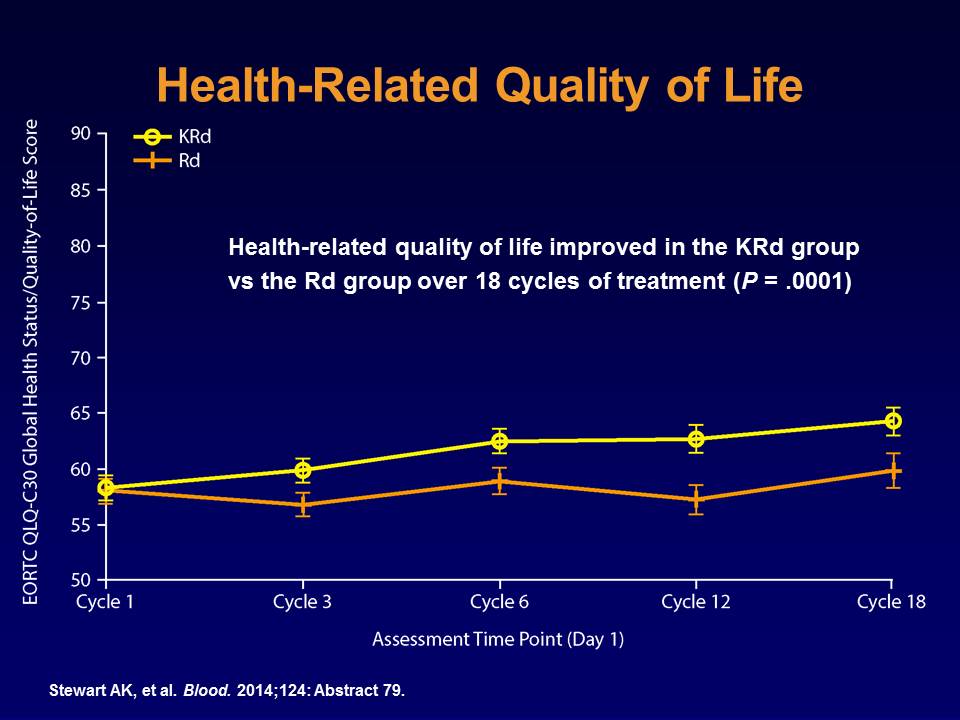 Health-Related Quality of Life
EORTC QLQ-C30 Global Health Status/Quality-of-Life Score
90
85
80
75
70
65
60
55
50
KRd
Rd
Health-related quality of life improved in the KRd group
vs the Rd group over 18 cycles of treatment (P = .0001)
Cycle 1
Cycle 3
Cycle 6
Cycle 12
Cycle 18
Assessment Time Point (Day 1)
Stewart AK, et al. Blood. 2014;124: Abstract 79.